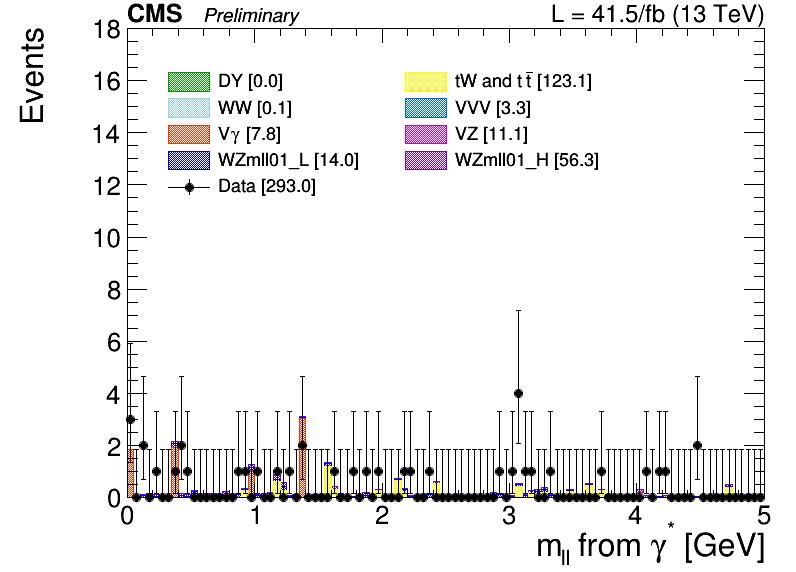 CMS Preliminary L = 41.5/fb (13 TeV)
Events
18
16
14
12
10
8
6
4
2
0
DY [0.0]
WW [0.1]
Vγ [7.8]
WZmll01_L [14.0]
Data [293.0]
tW and t t̄ [123.1]
VVV [3.3]
VZ [11.1]
WZmll01_H [56.3]
0 1 2 3 4 5
m_ll from γ* [GeV]